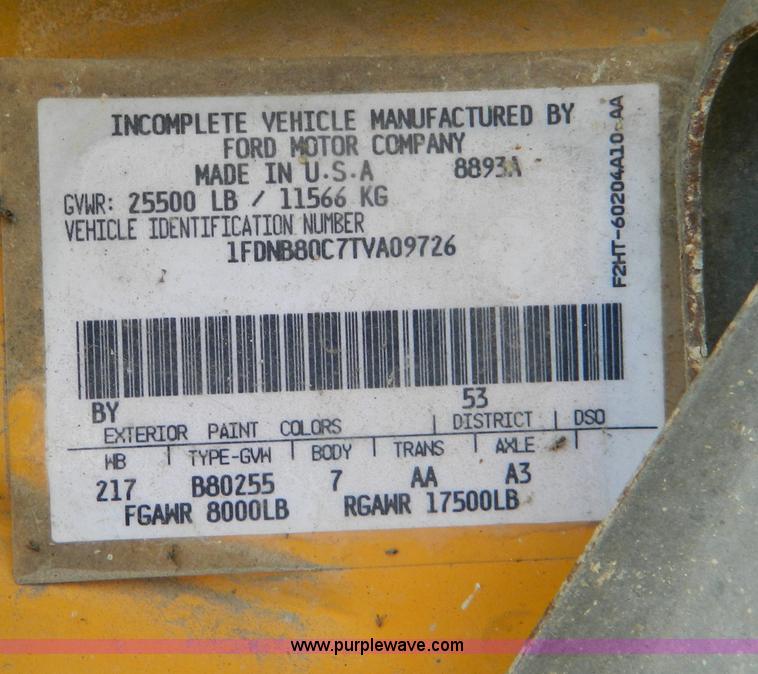 INCOMPLETE VEHICLE MANUFACTURED BY
FORD MOTOR COMPANY
MADE IN U.S.A 8893A
GVWR: 25500 LB / 11566 KG
VEHICLE IDENTIFICATION NUMBER
1FDNB80C7TVA09726
F2HT-60204A10-AA
BY 53
EXTERIOR PAINT COLORS | DISTRICT | DSO
WB | TYPE-GVW | BODY | TRANS | AXLE
217 B80255 7 AA A3
FGAWR 8000LB RGAWR 17500LB
www.purplewave.com